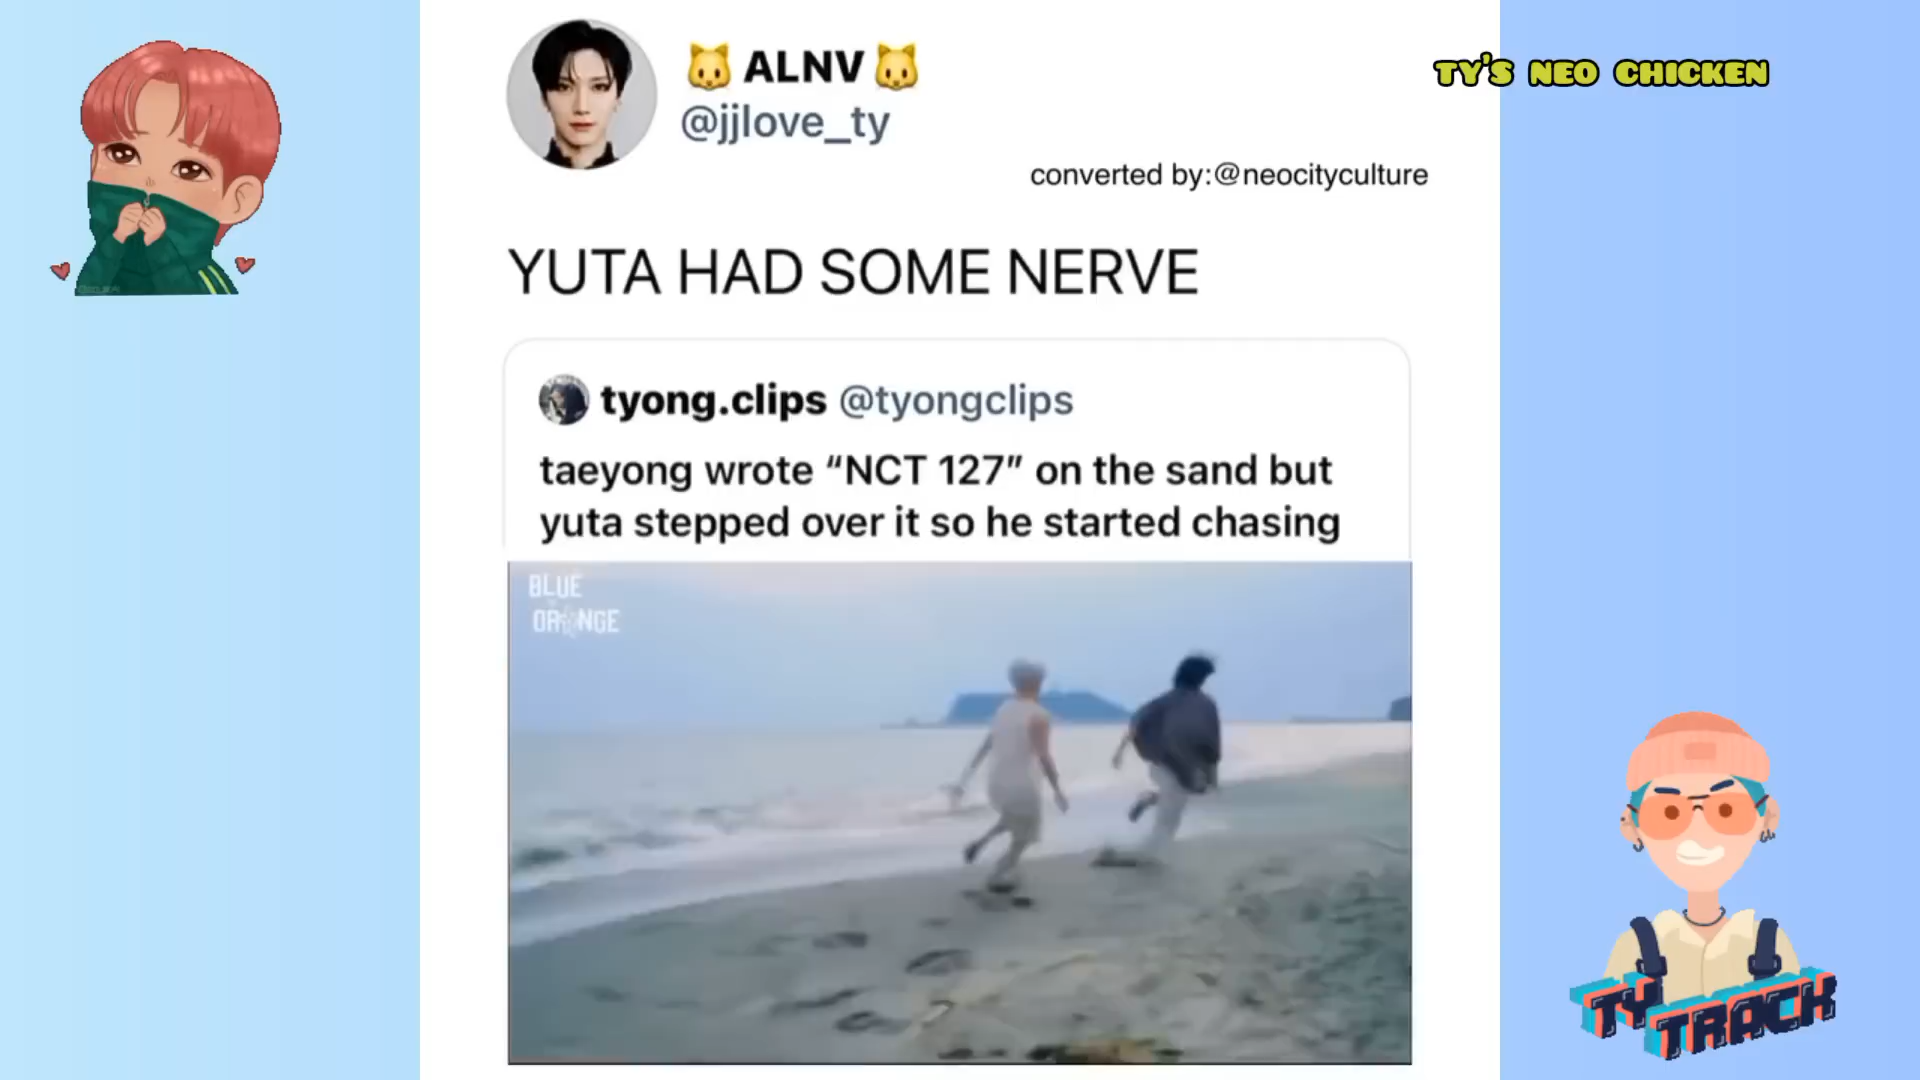 🐱 ALNV 🐱
@jjlove_ty
TY'S NEO CHICKEN
converted by:@neocityculture
YUTA HAD SOME NERVE
tyong.clips @tyongclips
taeyong wrote “NCT 127” on the sand but
yuta stepped over it so he started chasing
BLUE
ORANGE
TY
TRACK